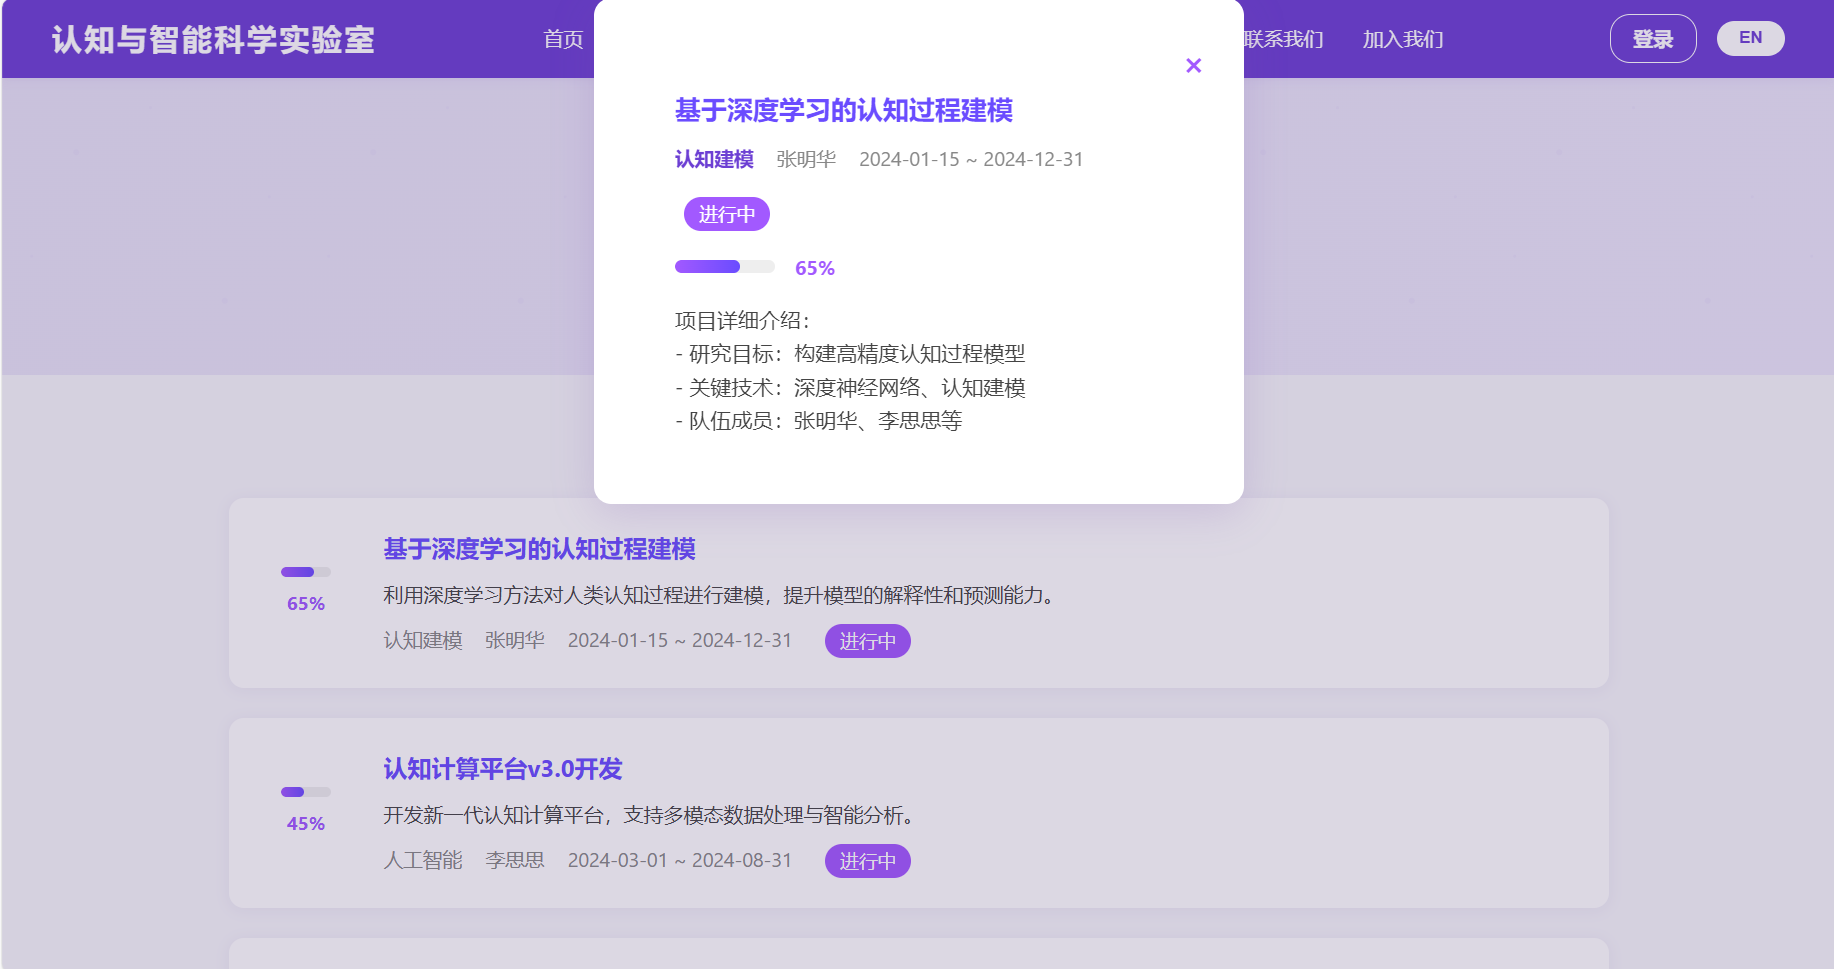 认知与智能科学实验室
首页
联系我们
加入我们
登录
EN
×
基于深度学习的认知过程建模
认知建模 张明华 2024-01-15 ~ 2024-12-31
进行中
65%
项目详细介绍：
- 研究目标：构建高精度认知过程模型
- 关键技术：深度神经网络、认知建模
- 队伍成员：张明华、李思思等
基于深度学习的认知过程建模
65%
利用深度学习方法对人类认知过程进行建模，提升模型的解释性和预测能力。
认知建模 张明华 2024-01-15 ~ 2024-12-31 进行中
认知计算平台v3.0开发
45%
开发新一代认知计算平台，支持多模态数据处理与智能分析。
人工智能 李思思 2024-03-01 ~ 2024-08-31 进行中